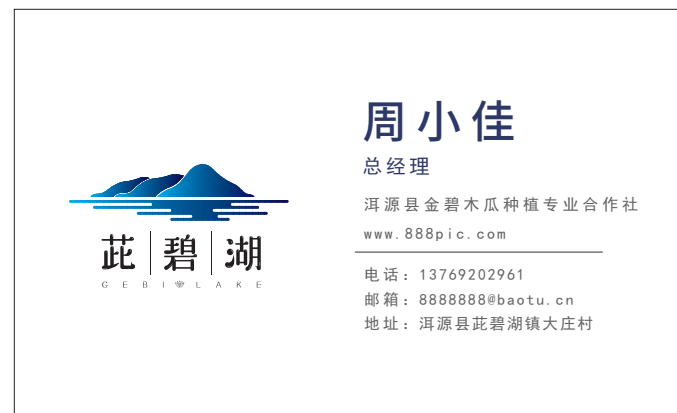 周小佳
总经理
洱源县金碧木瓜种植专业合作社
www.888pic.com
茈碧湖
GEBI LAKE
电话：13769202961
邮箱：8888888@baotu.cn
地址：洱源县茈碧湖镇大庄村